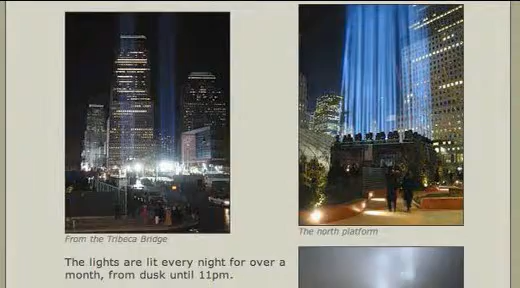 From the Tribeca Bridge
The north platform
The lights are lit every night for over a
month, from dusk until 11pm.